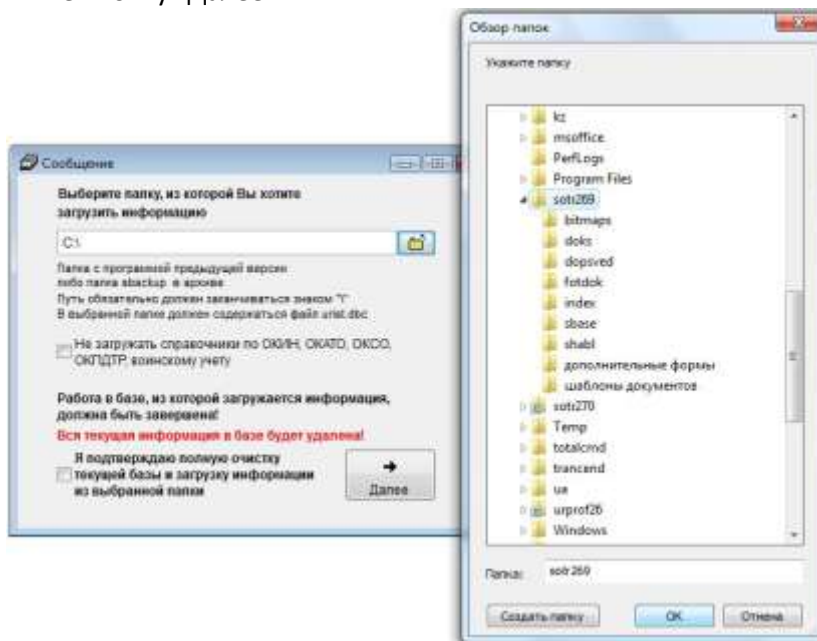 Сообщение
Выберите папку, из которой Вы хотите
загрузить информацию
C:\
Папка с программой предыдущей версии
либо папка abackup в архиве
Путь обязательно должен заканчиваться знаком "\"
В выбранной папке должен содержаться файл urist.dbc
Не загружать справочники по ОКИН, ОКАТО, ОКСО,
ОКПДТР, воинскому учету
Работа в базе, из которой загружается информация,
должна быть завершена!
Вся текущая информация в базе будет удалена!
Я подтверждаю полную очистку
текущей базы и загрузку информации
из выбранной папки
Далее
Обзор папок
Укажите папку
kz
msoffice
PerfLogs
Program Files
sotr269
bitmaps
doks
dopsved
fotdok
index
sbase
shabl
дополнительные формы
шаблоны документов
sotr270
Temp
totalcmd
trancend
ua
urprof26
Windows
Папка:
sotr269
Создать папку
OK
Отмена